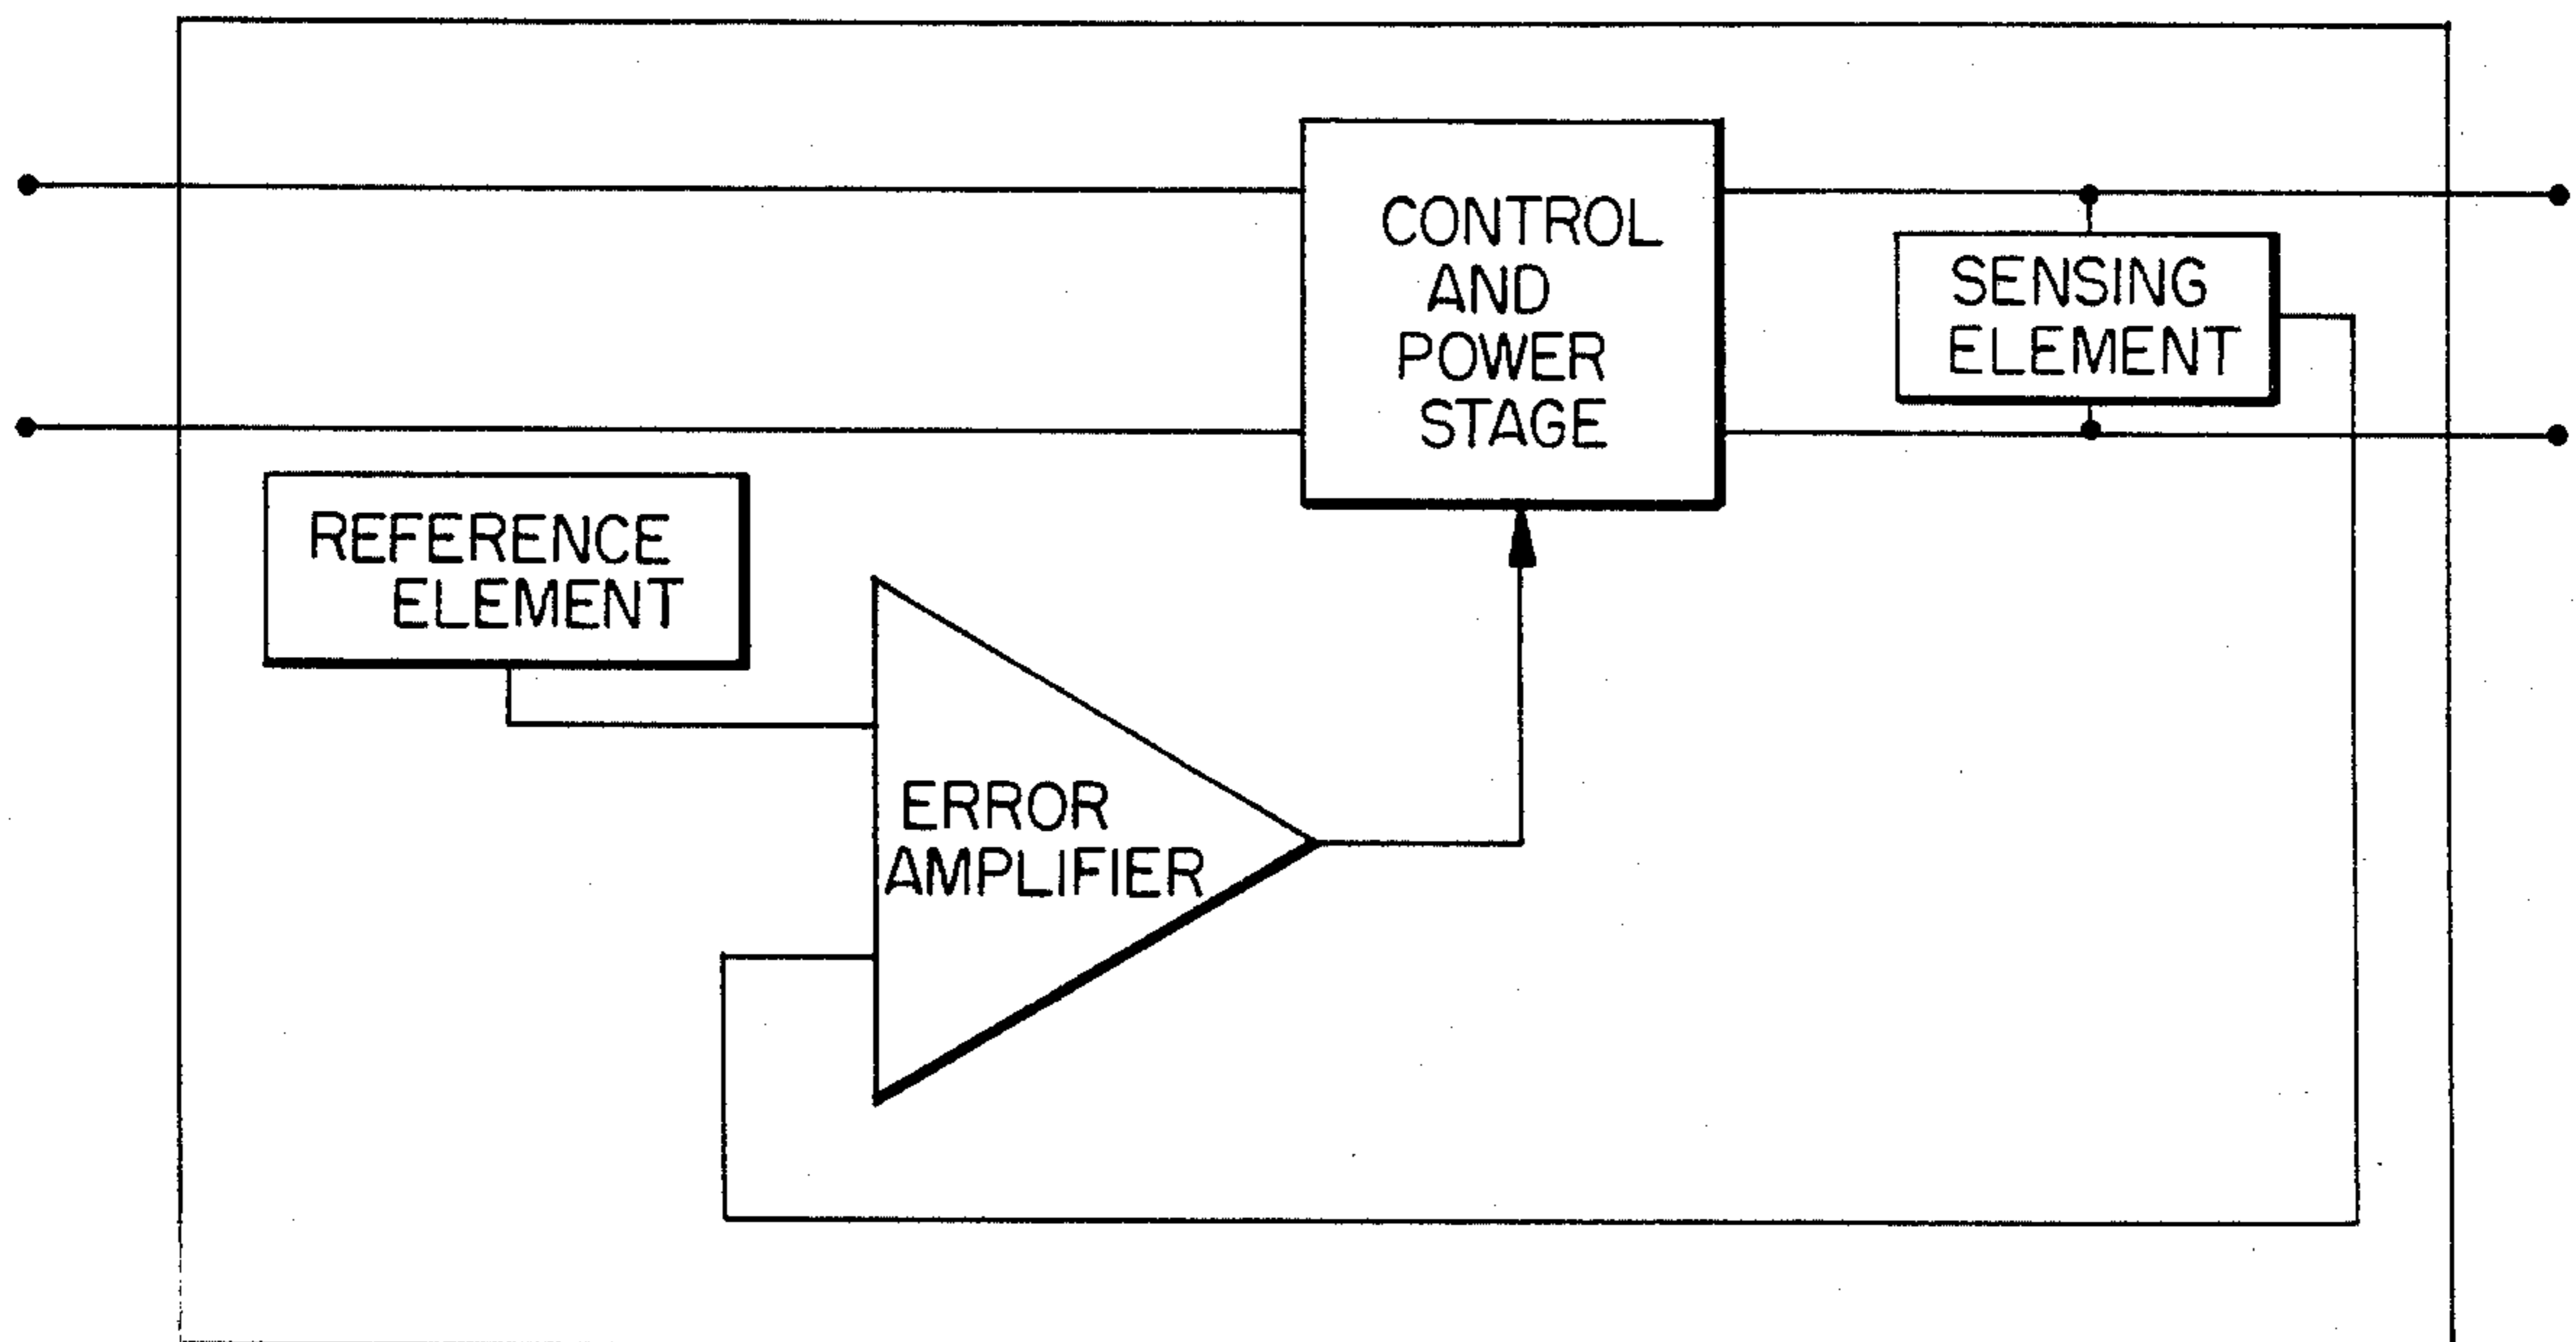 CONTROL
AND
POWER
STAGE
SENSING
ELEMENT
REFERENCE
ELEMENT
ERROR
AMPLIFIER